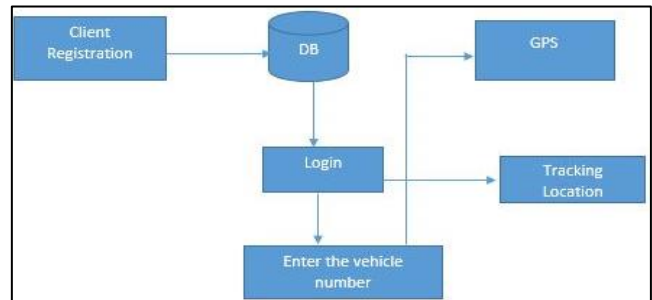 Client
Registration
DB
GPS
Login
Tracking
Location
Enter the vehicle
number